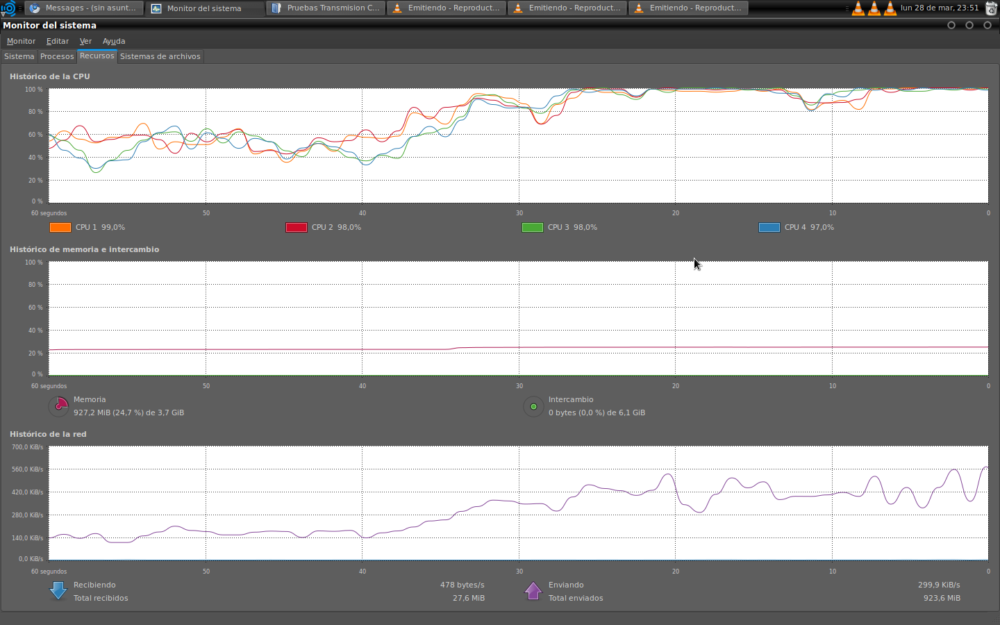 Messages - (sin asunt...
Monitor del sistema
Pruebas Transmision C...
Emitiendo - Reproduct...
Emitiendo - Reproduct...
Emitiendo - Reproduct...
lun 28 de mar, 23:51
Monitor del sistema
Monitor Editar Ver Ayuda
Sistema Procesos Recursos Sistemas de archivos
Histórico de la CPU
100 %
80 %
60 %
40 %
20 %
0 %
60 segundos 50 40 30 20 10 0
CPU 1 99,0% CPU 2 98,0% CPU 3 98,0% CPU 4 97,0%
Histórico de memoria e intercambio
100 %
80 %
60 %
40 %
20 %
0 %
60 segundos 50 40 30 20 10 0
Memoria
927,2 MiB (24,7 %) de 3,7 GiB
Intercambio
0 bytes (0,0 %) de 6,1 GiB
Histórico de la red
700,0 KiB/s
560,0 KiB/s
420,0 KiB/s
280,0 KiB/s
140,0 KiB/s
0,0 KiB/s
60 segundos 50 40 30 20 10 0
Recibiendo 478 bytes/s
Total recibidos 27,6 MiB
Enviando 299,9 KiB/s
Total enviados 923,6 MiB